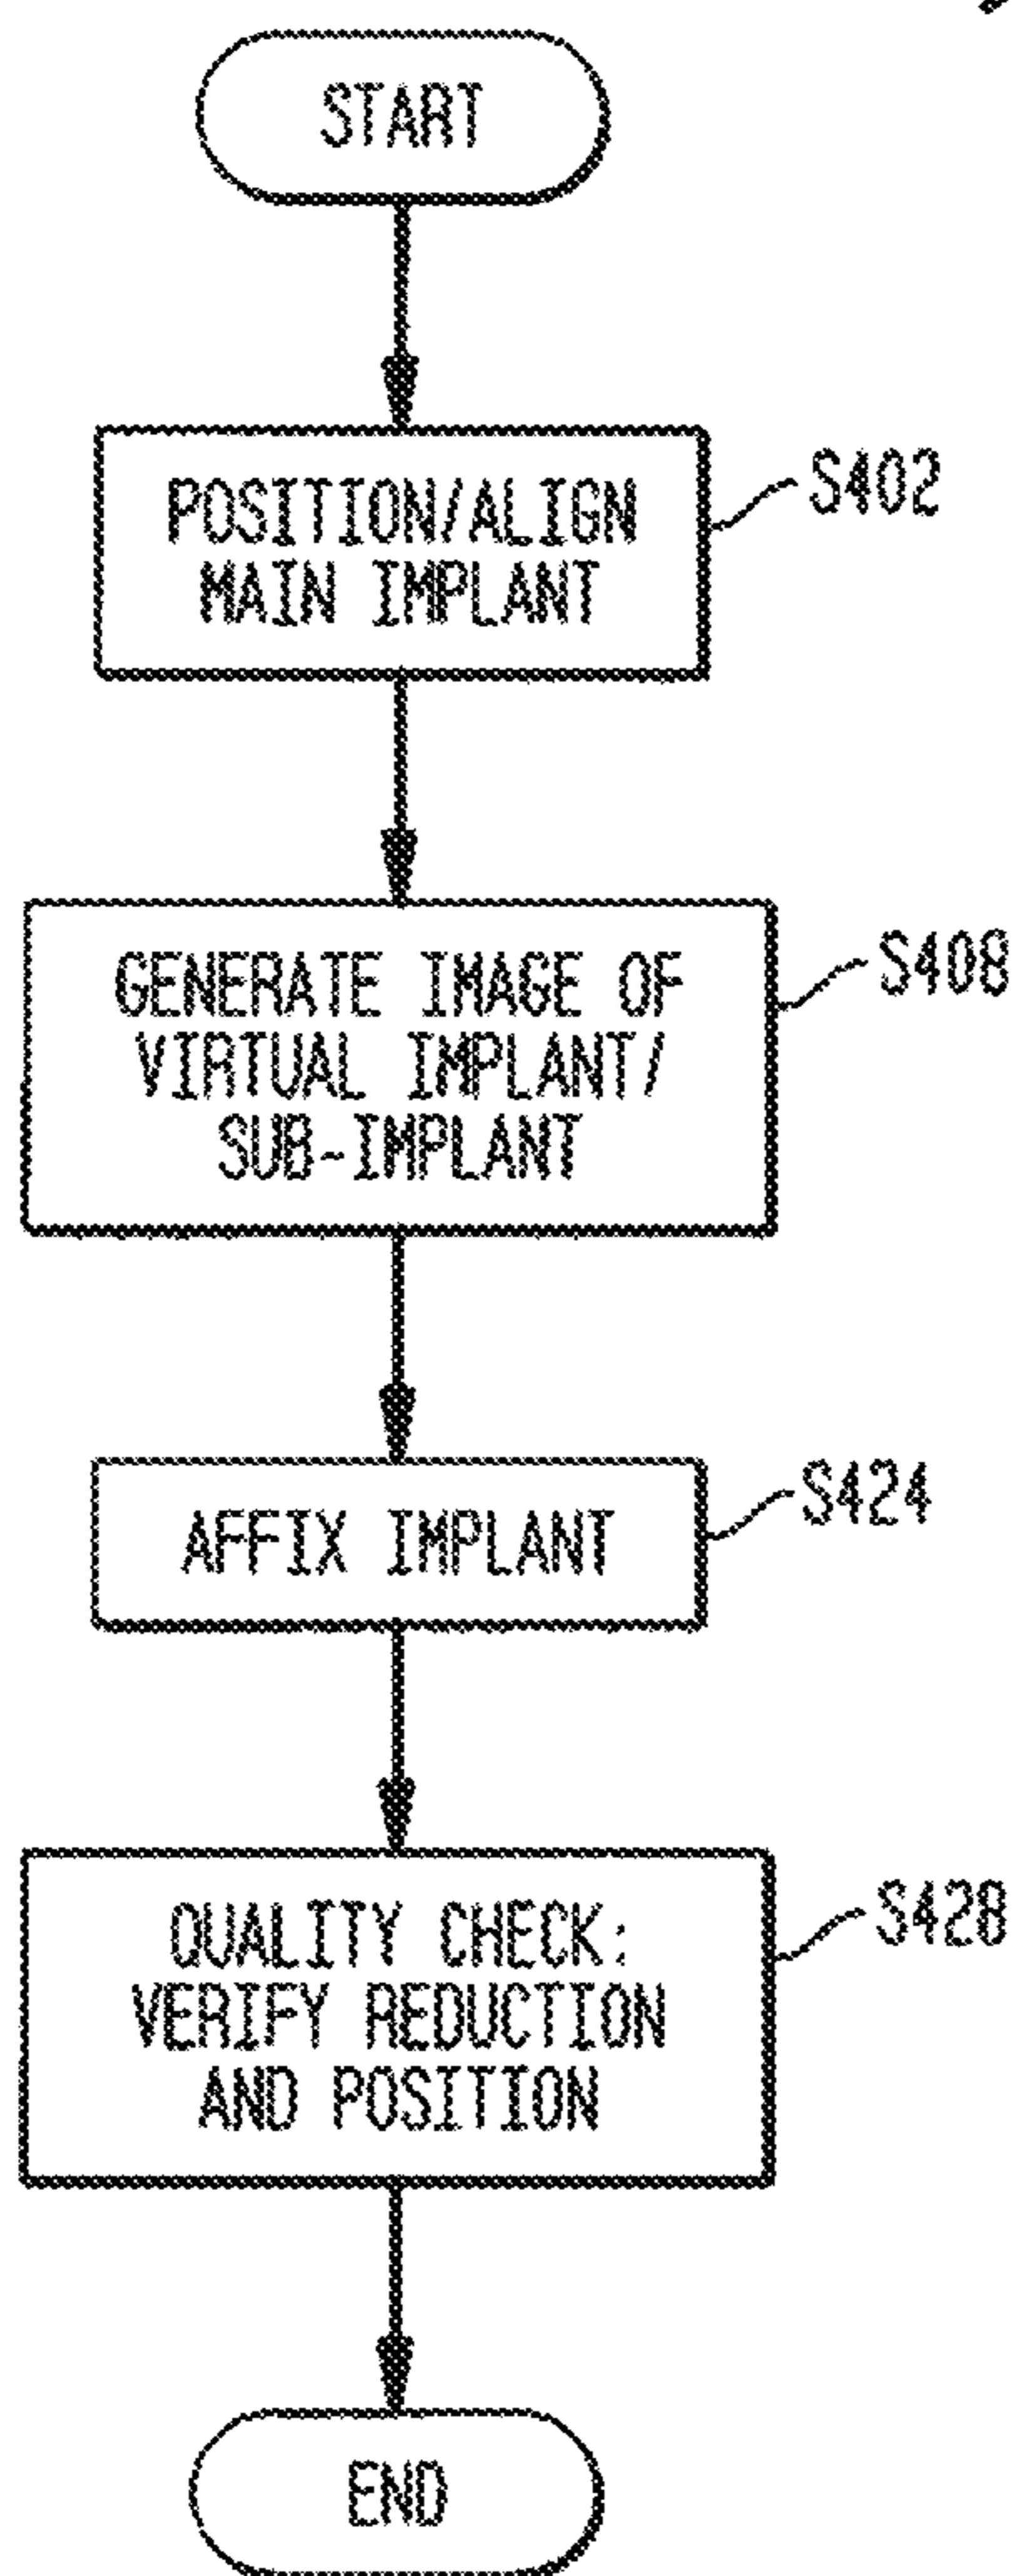 START
POSITION/ALIGN
MAIN IMPLANT
S402
GENERATE IMAGE OF
VIRTUAL IMPLANT/
SUB-IMPLANT
S408
AFFIX IMPLANT
S424
QUALITY CHECK:
VERIFY REDUCTION
AND POSITION
S428
END